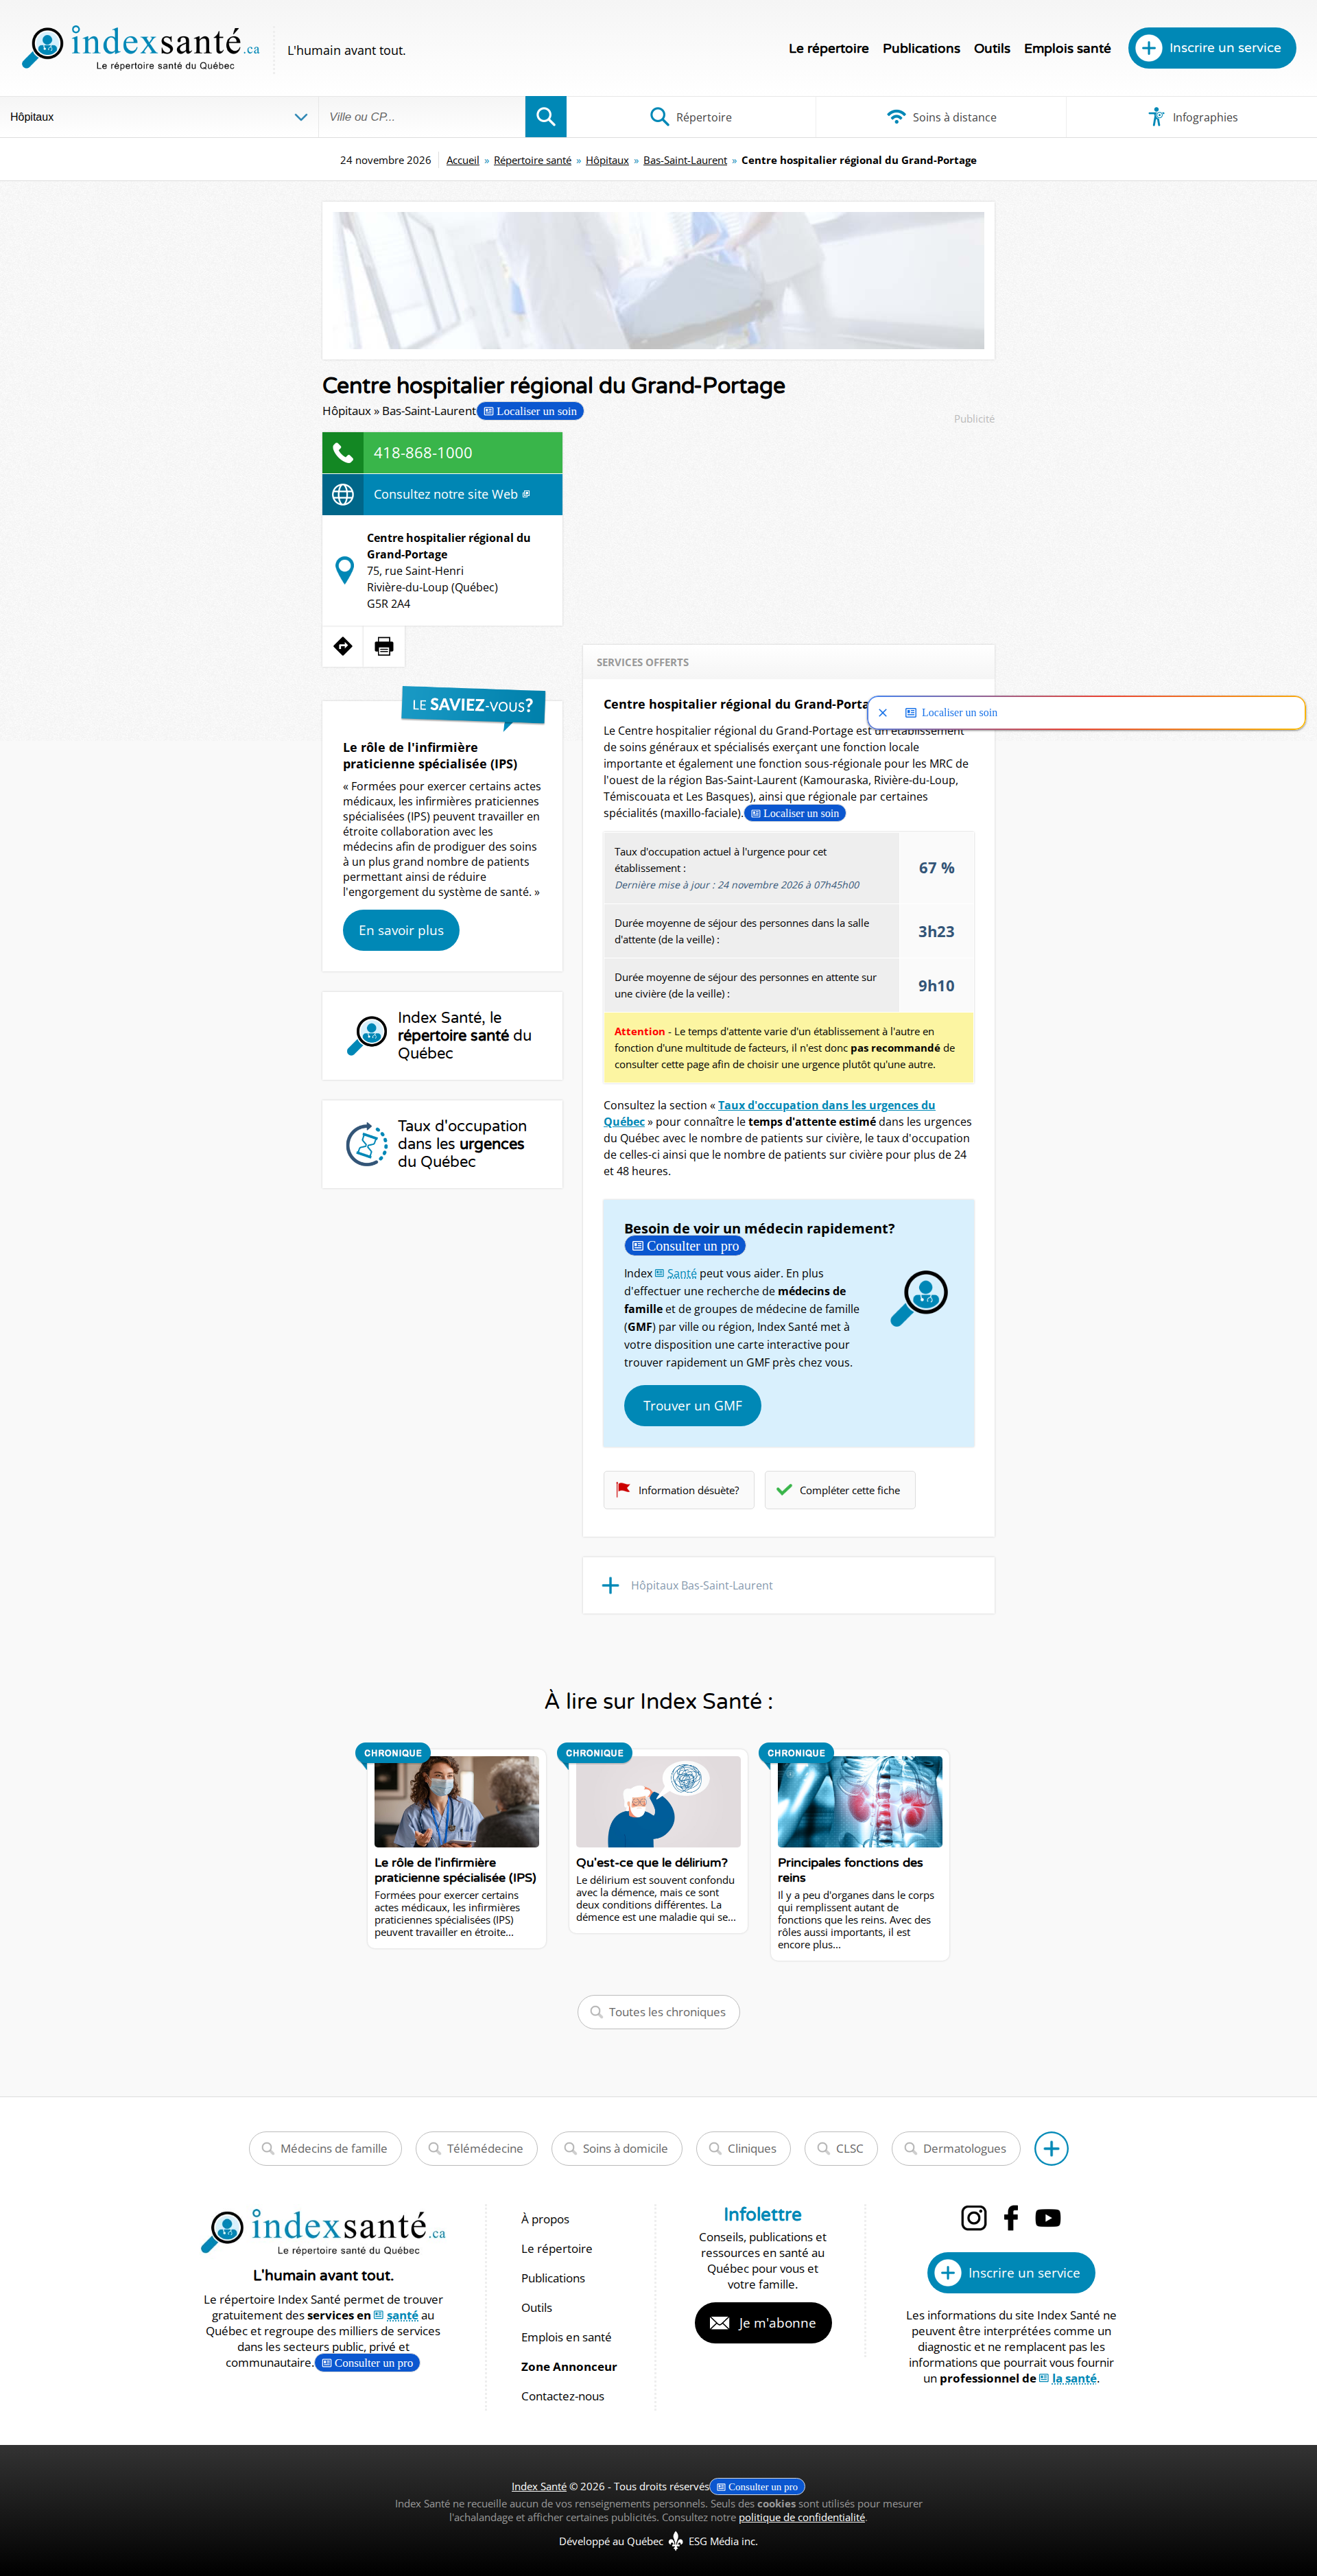 indexsanté.ca
Le répertoire santé du Québec
L'humain avant tout.
Le répertoire
Publications
Outils
Emplois santé
Inscrire un service
Hôpitaux
Ville ou CP...
Répertoire
Soins à distance
Infographies
24 novembre 2026
Accueil » Répertoire santé » Hôpitaux » Bas-Saint-Laurent » Centre hospitalier régional du Grand-Portage
Centre hospitalier régional du Grand-Portage
Hôpitaux » Bas-Saint-Laurent Localiser un soin
Publicité
418-868-1000
Consultez notre site Web
Centre hospitalier régional du
Grand-Portage
75, rue Saint-Henri
Rivière-du-Loup (Québec)
G5R 2A4
LE SAVIEZ-VOUS?
Le rôle de l'infirmière
praticienne spécialisée (IPS)
« Formées pour exercer certains actes
médicaux, les infirmières praticiennes
spécialisées (IPS) peuvent travailler en
étroite collaboration avec les
médecins afin de prodiguer des soins
à un plus grand nombre de patients
permettant ainsi de réduire
l'engorgement du système de santé. »
En savoir plus
Index Santé, le
répertoire santé du
Québec
Taux d'occupation
dans les urgences
du Québec
SERVICES OFFERTS
Centre hospitalier régional du Grand-Porta
Localiser un soin
Le Centre hospitalier régional du Grand-Portage est un établissement
de soins généraux et spécialisés exerçant une fonction locale
importante et également une fonction sous-régionale pour les MRC de
l'ouest de la région Bas-Saint-Laurent (Kamouraska, Rivière-du-Loup,
Témiscouata et Les Basques), ainsi que régionale par certaines
spécialités (maxillo-faciale). Localiser un soin
Taux d'occupation actuel à l'urgence pour cet
établissement :
Dernière mise à jour : 24 novembre 2026 à 07h45h00
67 %
Durée moyenne de séjour des personnes dans la salle
d'attente (de la veille) :
3h23
Durée moyenne de séjour des personnes en attente sur
une civière (de la veille) :
9h10
Attention - Le temps d'attente varie d'un établissement à l'autre en
fonction d'une multitude de facteurs, il n'est donc pas recommandé de
consulter cette page afin de choisir une urgence plutôt qu'une autre.
Consultez la section « Taux d'occupation dans les urgences du
Québec » pour connaître le temps d'attente estimé dans les urgences
du Québec avec le nombre de patients sur civière, le taux d'occupation
de celles-ci ainsi que le nombre de patients sur civière pour plus de 24
et 48 heures.
Besoin de voir un médecin rapidement?
Consulter un pro
Index Santé peut vous aider. En plus
d'effectuer une recherche de médecins de
famille et de groupes de médecine de famille
(GMF) par ville ou région, Index Santé met à
votre disposition une carte interactive pour
trouver rapidement un GMF près chez vous.
Trouver un GMF
Information désuète?
Compléter cette fiche
Hôpitaux Bas-Saint-Laurent
À lire sur Index Santé :
CHRONIQUE
Le rôle de l'infirmière
praticienne spécialisée (IPS)
Formées pour exercer certains
actes médicaux, les infirmières
praticiennes spécialisées (IPS)
peuvent travailler en étroite...
CHRONIQUE
Qu'est-ce que le délirium?
Le délirium est souvent confondu
avec la démence, mais ce sont
deux conditions différentes. La
démence est une maladie qui se...
CHRONIQUE
Principales fonctions des
reins
Il y a peu d'organes dans le corps
qui remplissent autant de
fonctions que les reins. Avec des
rôles aussi importants, il est
encore plus...
Toutes les chroniques
Médecins de famille
Télémédecine
Soins à domicile
Cliniques
CLSC
Dermatologues
indexsanté.ca
Le répertoire santé du Québec
L'humain avant tout.
Le répertoire Index Santé permet de trouver
gratuitement des services en santé au
Québec et regroupe des milliers de services
dans les secteurs public, privé et
communautaire. Consulter un pro
À propos
Le répertoire
Publications
Outils
Emplois en santé
Zone Annonceur
Contactez-nous
Infolettre
Conseils, publications et
ressources en santé au
Québec pour vous et
votre famille.
Je m'abonne
Inscrire un service
Les informations du site Index Santé ne
peuvent être interprétées comme un
diagnostic et ne remplacent pas les
informations que pourrait vous fournir
un professionnel de la santé.
Index Santé © 2026 - Tous droits réservés Consulter un pro
Index Santé ne recueille aucun de vos renseignements personnels. Seuls des cookies sont utilisés pour mesurer
l'achalandage et afficher certaines publicités. Consultez notre politique de confidentialité.
Développé au Québec ESG Média inc.